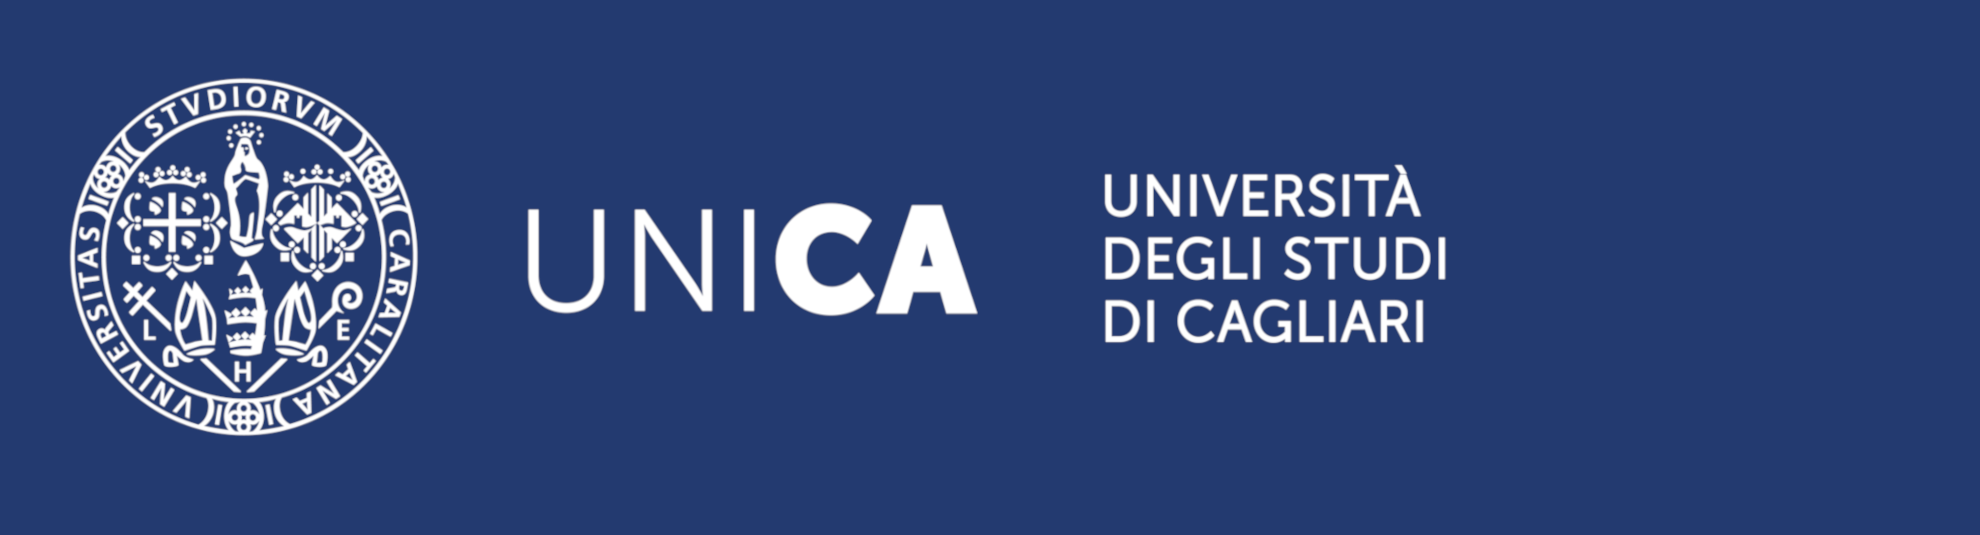 STVDIORVM
VNIVERSITAS
CARALITANA
L
E
H
UNICA
UNIVERSITÀ
DEGLI STUDI
DI CAGLIARI